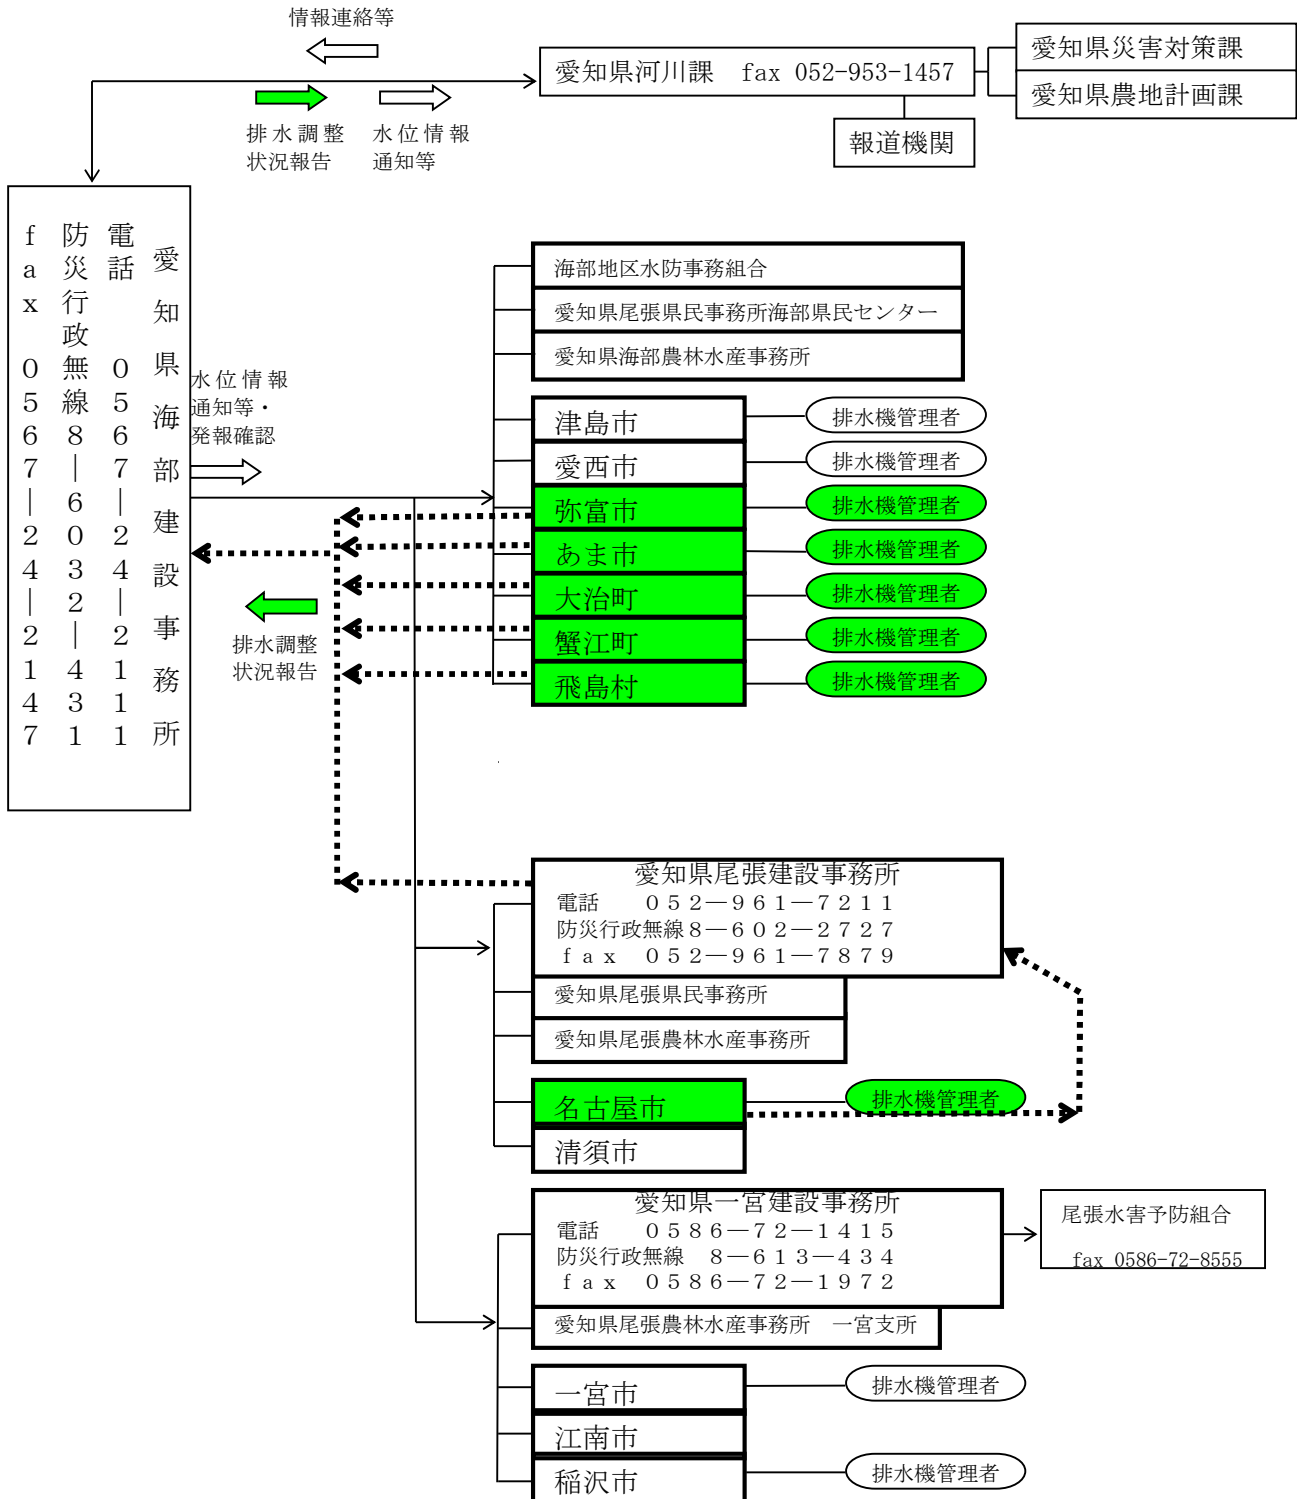 情報連絡等
愛知県河川課　fax 052-953-1457
愛知県災害対策課
愛知県農地計画課
報道機関
排水調整
状況報告
水位情報
通知等
愛知県海部建設事務所
電話　　０５６７―２４―２１１１
防災行政無線８―６０３２―４３１
ｆａｘ　０５６７―２４―２１４７
水位情報
通知等・
発報確認
排水調整
状況報告
海部地区水防事務組合
愛知県尾張県民事務所海部県民センター
愛知県海部農林水産事務所
津島市
排水機管理者
愛西市
排水機管理者
弥富市
排水機管理者
あま市
排水機管理者
大治町
排水機管理者
蟹江町
排水機管理者
飛島村
排水機管理者
愛知県尾張建設事務所
電話　　０５２―９６１―７２１１
防災行政無線８―６０２―２７２７
ｆａｘ　０５２―９６１―７８７９
愛知県尾張県民事務所
愛知県尾張農林水産事務所
名古屋市
排水機管理者
清須市
愛知県一宮建設事務所
電話　　０５８６―７２―１４１５
防災行政無線　８―６１３―４３４
ｆａｘ　０５８６―７２―１９７２
尾張水害予防組合
fax 0586-72-8555
愛知県尾張農林水産事務所　一宮支所
一宮市
排水機管理者
江南市
稲沢市
排水機管理者